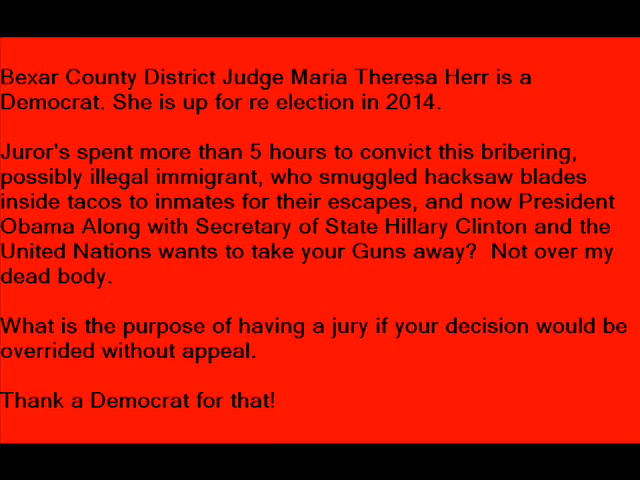 Bexar County District Judge Maria Theresa Herr is a
Democrat. She is up for re election in 2014.
Juror's spent more than 5 hours to convict this bribering,
possibly illegal immigrant, who smuggled hacksaw blades
inside tacos to inmates for their escapes, and now President
Obama Along with Secretary of State Hillary Clinton and the
United Nations wants to take your Guns away?  Not over my
dead body.
What is the purpose of having a jury if your decision would be
overrided without appeal.
Thank a Democrat for that!